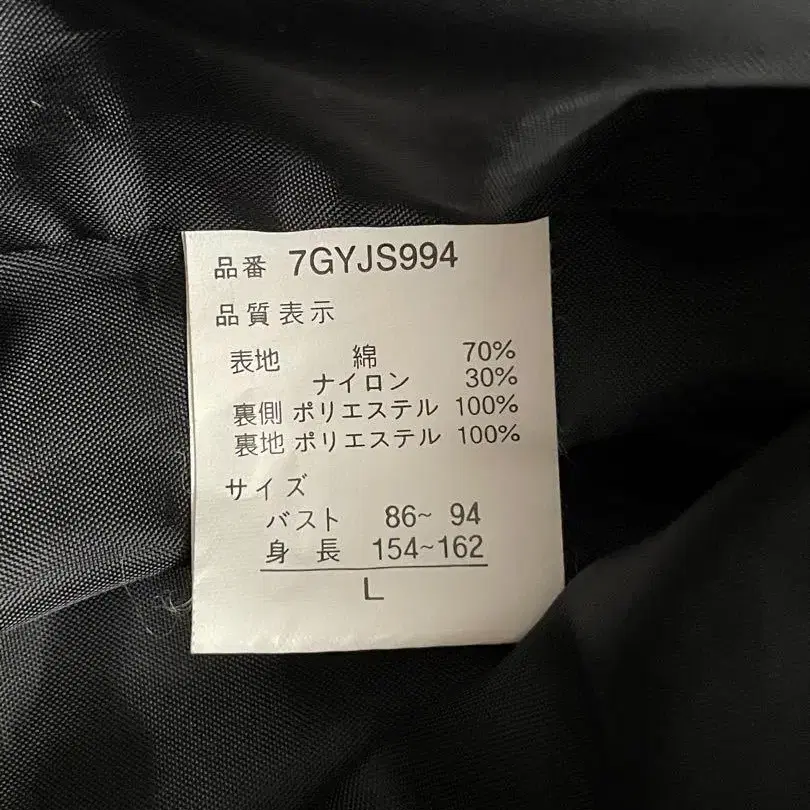 品番 7GYJS994
品質表示
表地 綿 70%
ナイロン 30%
裏側 ポリエステル 100%
裏地 ポリエステル 100%
サイズ
バスト 86~ 94
身長 154~162
L